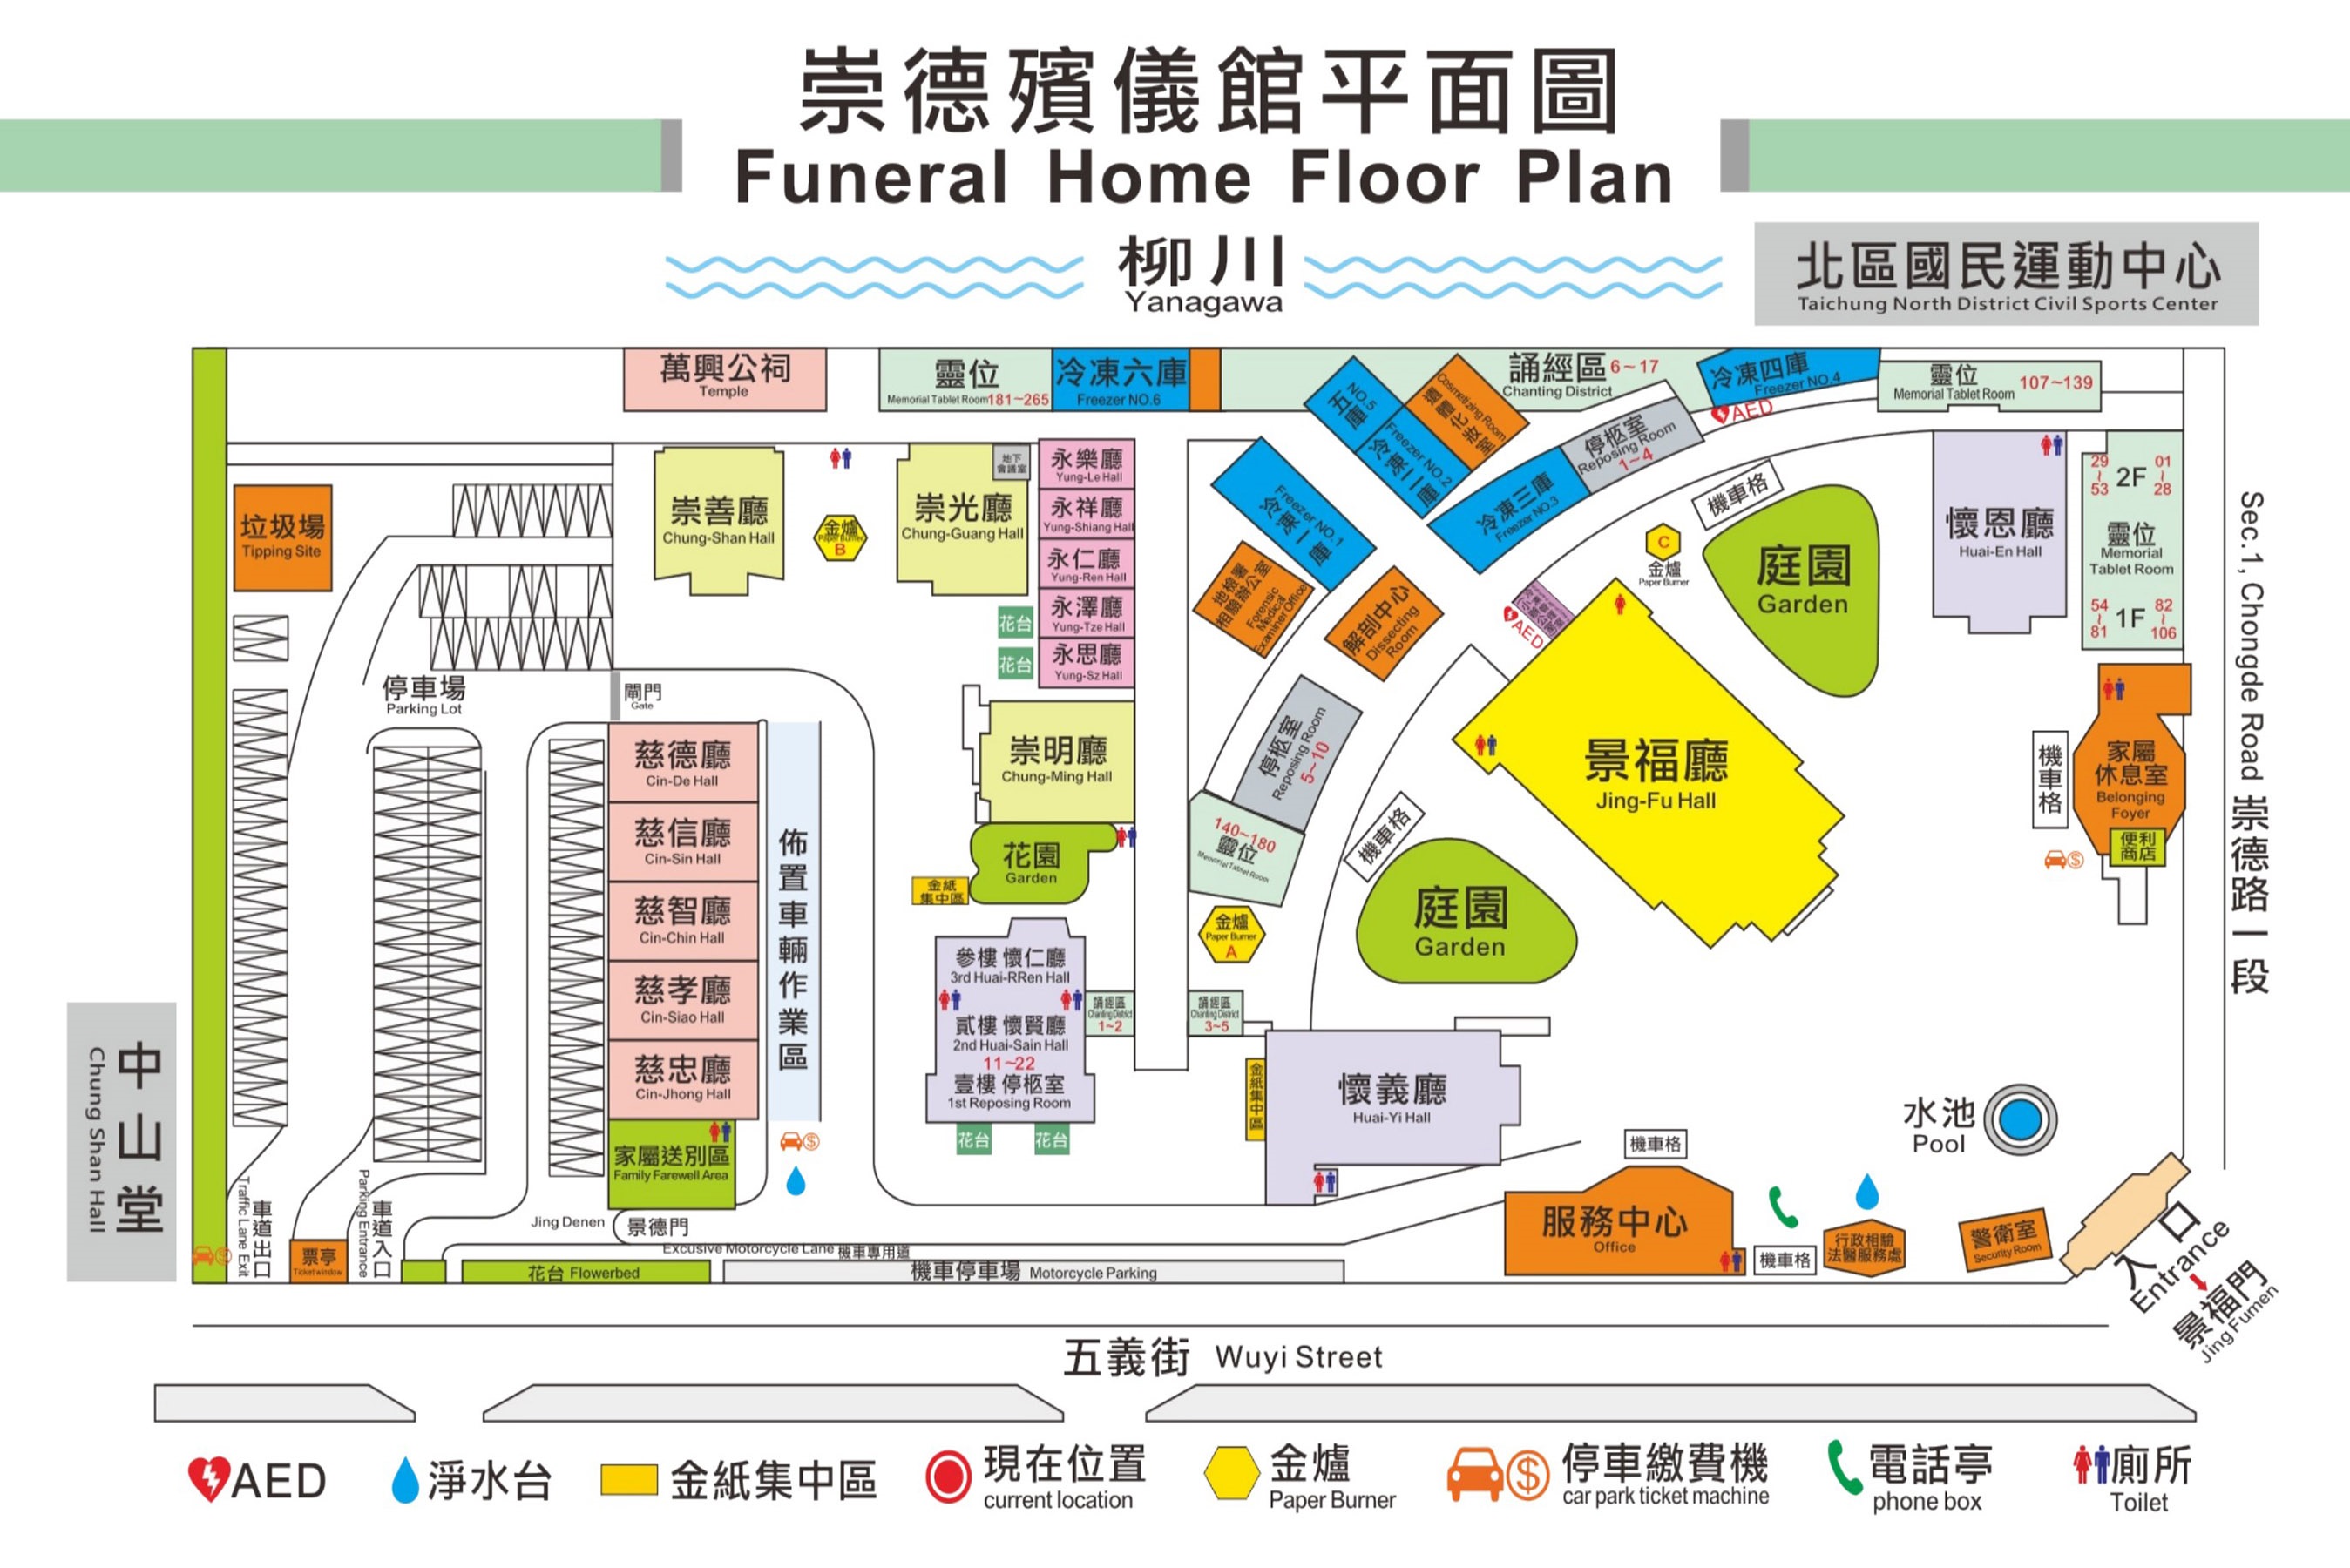 崇德殯儀館平面圖
Funeral Home Floor Plan
柳川
Yanagawa
北區國民運動中心
Taichung North District Civil Sports Center
萬興公祠
Temple
靈位
Memorial Tablet Room 181~265
冷凍六庫
Freezer NO.6
誦經區 6~17
Chanting District
冷凍四庫
Freezer NO.4
AED
靈位
Memorial Tablet Room
107~139
NO.5
五庫
Cosmetizing Room
遺體化妝室
Freezer NO.2
冷凍二庫
停柩室
Reposing Room
1~4
冷凍三庫
Freezer NO.3
Freezer NO.1
冷凍一庫
垃圾場
Tipping Site
崇善廳
Chung-Shan Hall
金爐
Paper Burner
B
崇光廳
Chung-Guang Hall
地下
會議室
永樂廳
Yung-Le Hall
永祥廳
Yung-Shiang Hall
永仁廳
Yung-Ren Hall
永澤廳
Yung-Tze Hall
永思廳
Yung-Sz Hall
花台
花台
地檢署
相驗辦公室
Forensic
Medical
Examiner Office
解剖中心
Dissecting
Room
AED
機車格
C
金爐
Paper Burner
庭園
Garden
懷恩廳
Huai-En Hall
29~53
2F
01~28
靈位
Memorial
Tablet Room
54~81
1F
82~106
Sec.1, Chongde Road 崇德路一段
停車場
Parking Lot
閘門
Gate
慈德廳
Cin-De Hall
慈信廳
Cin-Sin Hall
慈智廳
Cin-Chin Hall
慈孝廳
Cin-Siao Hall
慈忠廳
Cin-Jhong Hall
佈置車輛作業區
家屬送別區
Family Farewell Area
崇明廳
Chung-Ming Hall
花園
Garden
金紙
集中區
參樓 懷仁廳
3rd Huai-RRen Hall
貳樓 懷賢廳
2nd Huai-Sain Hall
11~22
壹樓 停柩室
1st Reposing Room
花台
花台
誦經區
Chanting District
1~2
誦經區
Chanting District
3~5
停柩室
Reposing Room
5~10
140~180
靈位
Memorial Tablet Room
金爐
Paper Burner
A
機車格
庭園
Garden
景福廳
Jing-Fu Hall
機車格
家屬
休息室
Belonging
Foyer
便利
商店
金紙集中區
懷義廳
Huai-Yi Hall
水池
Pool
機車格
服務中心
Office
機車格
行政相驗
法醫服務處
警衛室
Security Room
入口
Entrance
景福門
Jing Fumen
中山堂
Chung Shan Hall
車道出口
Traffic Lane Exit
票亭
Ticket window
車道入口
Parking Entrance
Jing Denen 景德門
Excusive Motorcycle Lane 機車專用道
花台 Flowerbed
機車停車場 Motorcycle Parking
五義街 Wuyi Street
AED
淨水台
金紙集中區
現在位置
current location
金爐
Paper Burner
停車繳費機
car park ticket machine
電話亭
phone box
廁所
Toilet